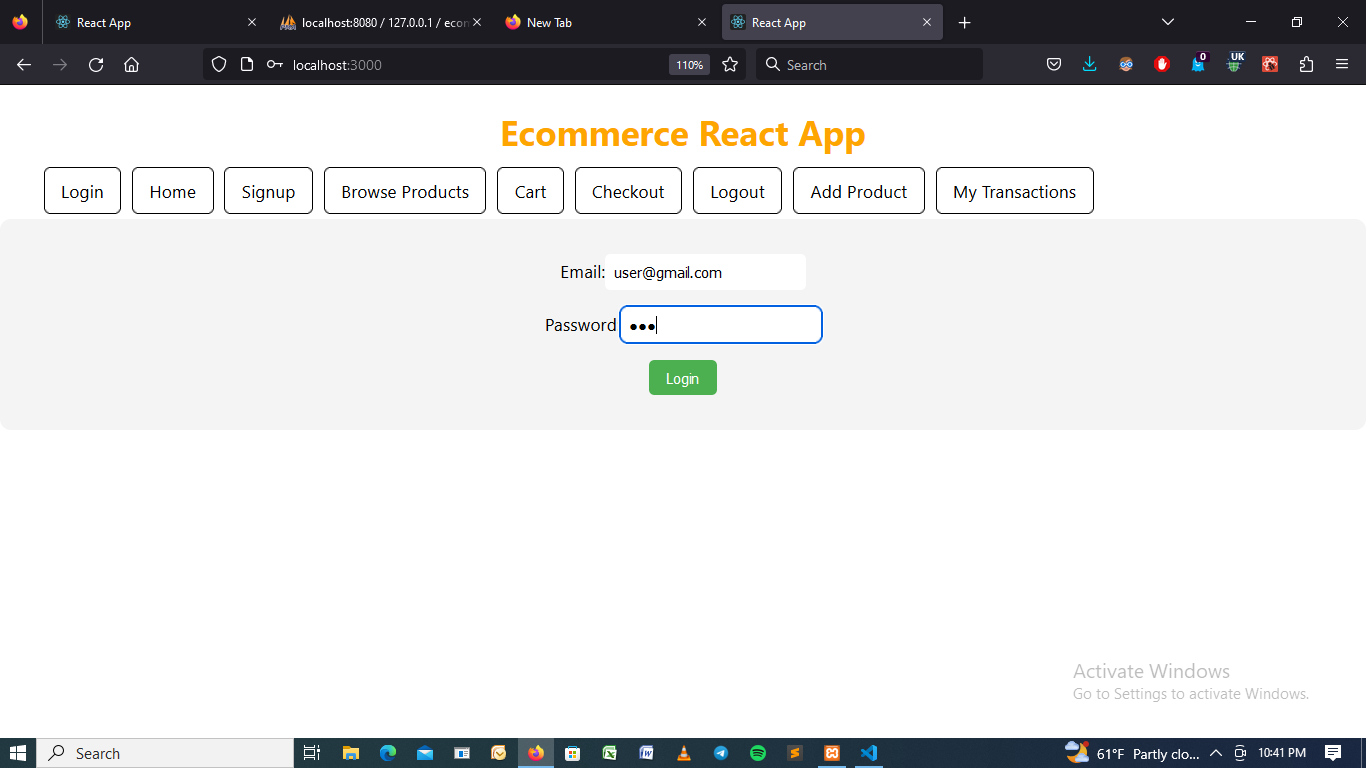 React App
localhost:8080 / 127.0.0.1 / econ
New Tab
React App
localhost:3000
110%
Search
0
UK
Ecommerce React App
Login
Home
Signup
Browse Products
Cart
Checkout
Logout
Add Product
My Transactions
Email:
user@gmail.com
Password
●●●
Login
Activate Windows
Go to Settings to activate Windows.
Search
61°F Partly clo...
10:41 PM